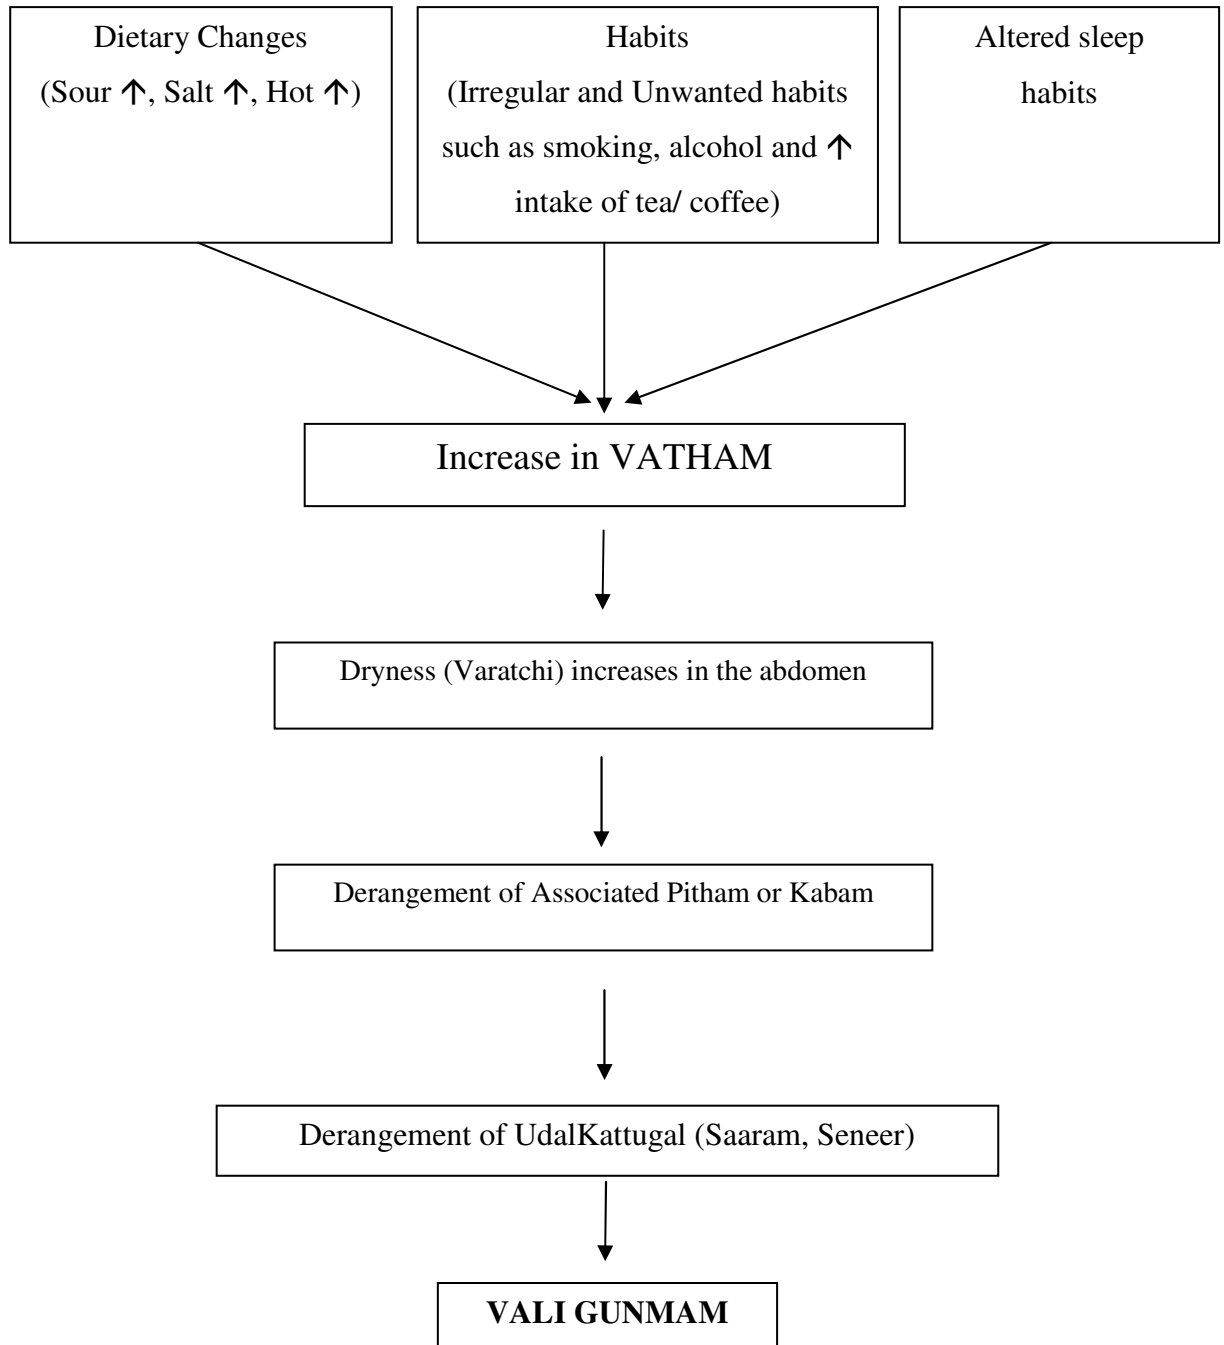 Dietary Changes
(Sour ↑, Salt ↑, Hot ↑)
Habits
(Irregular and Unwanted habits
such as smoking, alcohol and ↑
intake of tea/ coffee)
Altered sleep
habits
Increase in VATHAM
Dryness (Varatchi) increases in the abdomen
Derangement of Associated Pitham or Kabam
Derangement of UdalKattugal (Saaram, Seneer)
VALI GUNMAM